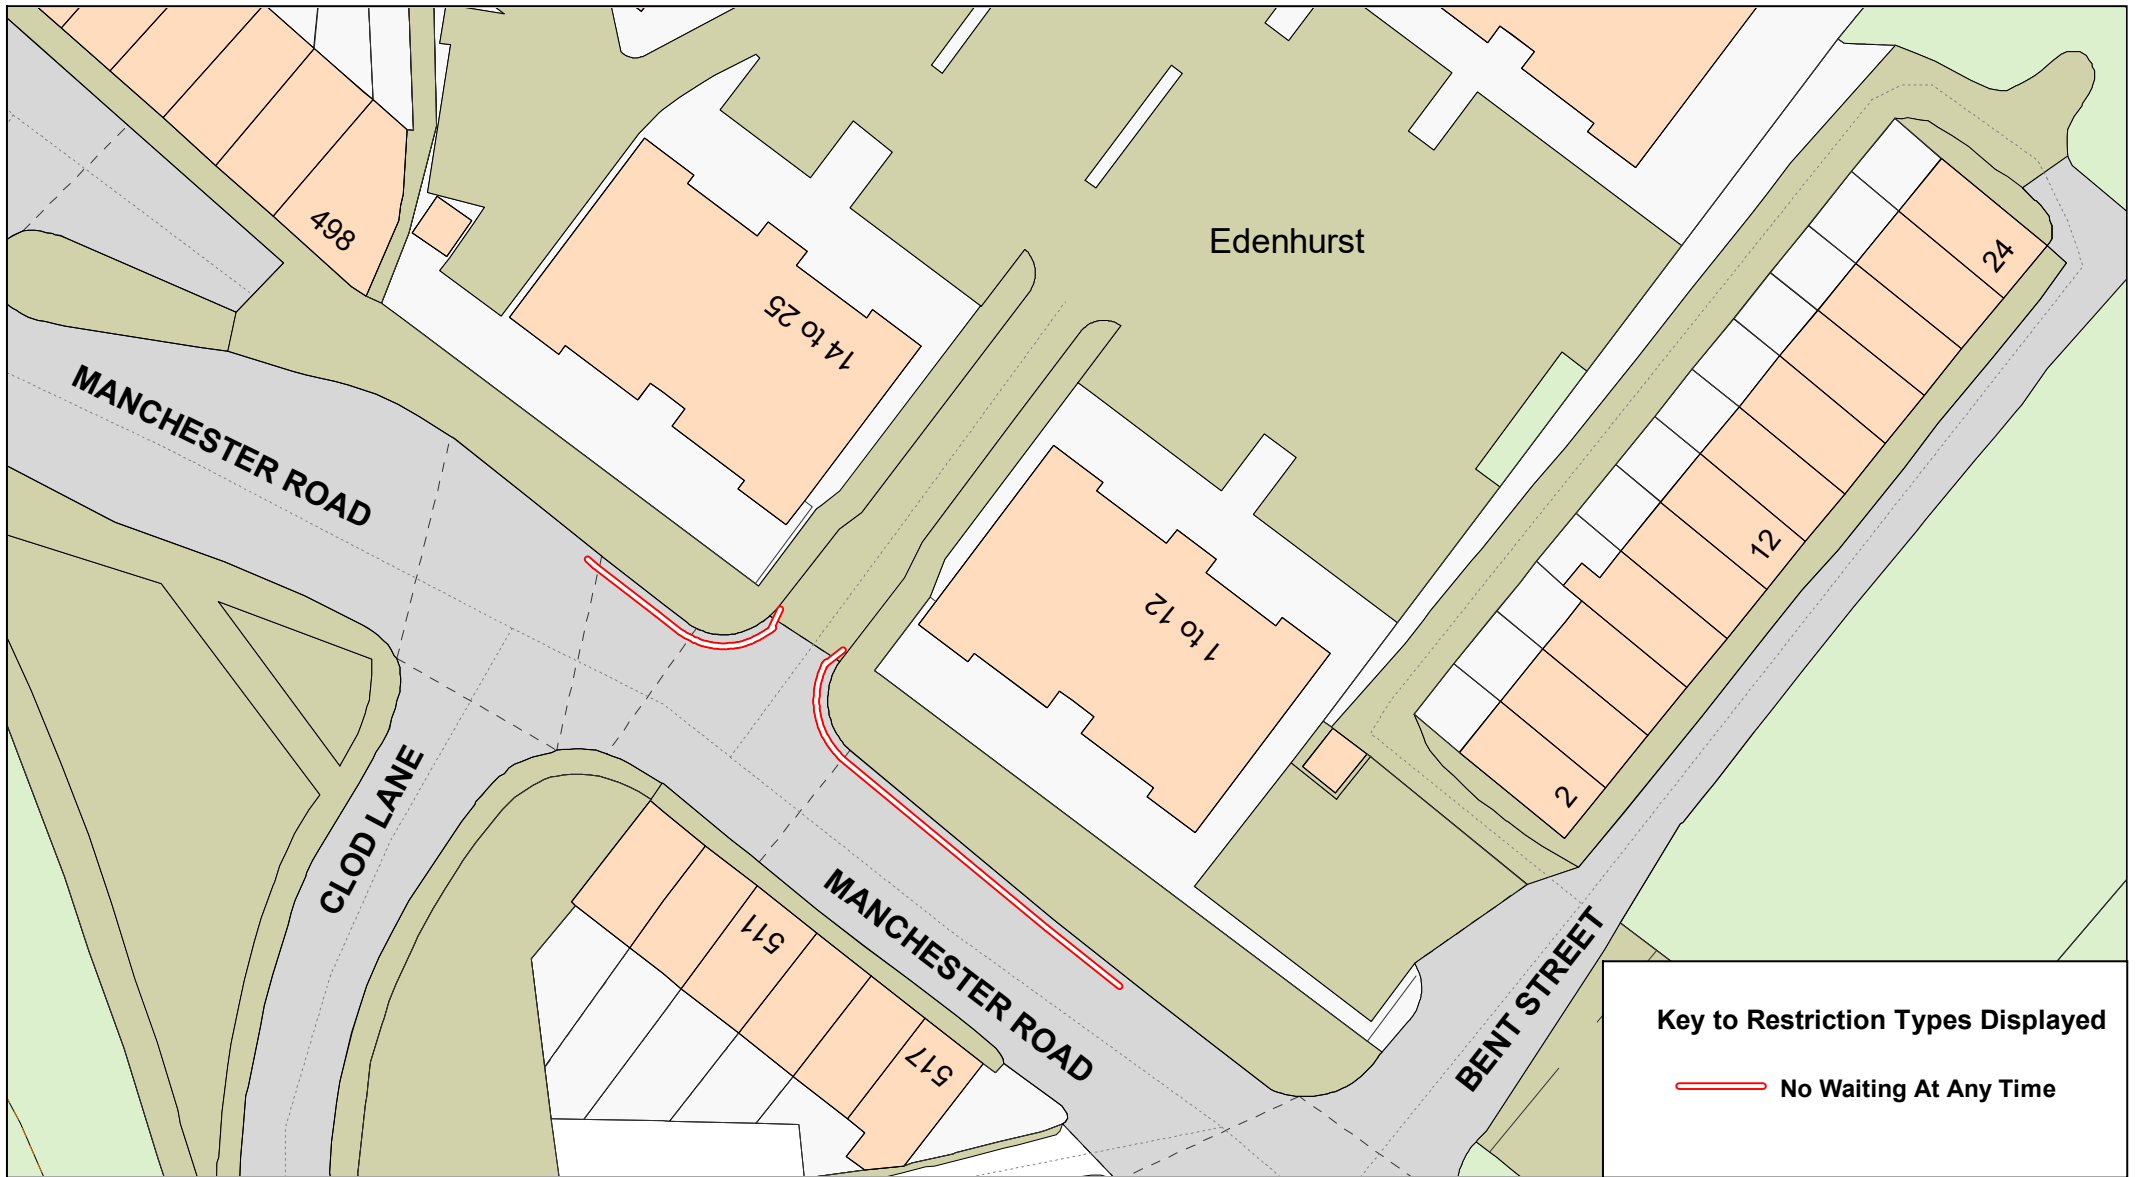 498
Edenhurst
24
14 to 25
MANCHESTER ROAD
12
1 to 12
2
CLOD LANE
511
MANCHESTER ROAD
517
BENT STREET
Key to Restriction Types Displayed
No Waiting At Any Time